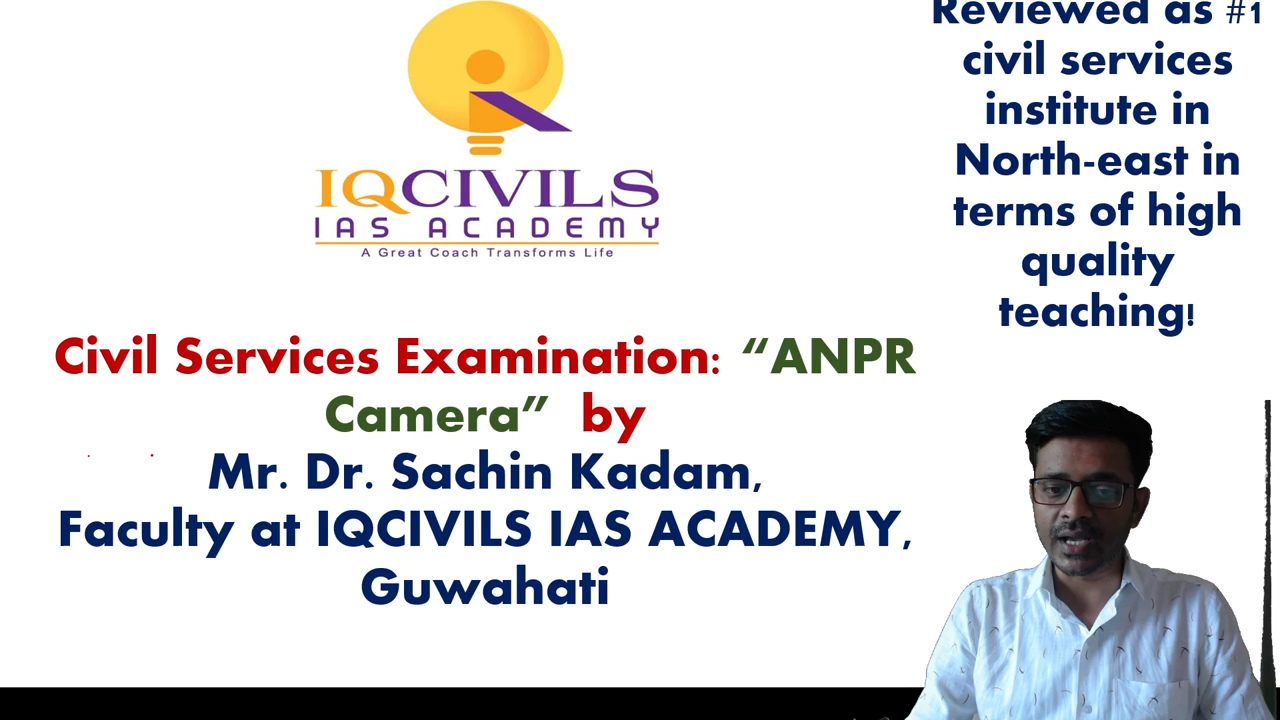 IQCIVILS
IAS ACADEMY
A Great Coach Transforms Life
Reviewed as #1
civil services
institute in
North-east in
terms of high
quality
teaching!
Civil Services Examination: “ANPR
Camera” by
Mr. Dr. Sachin Kadam,
Faculty at IQCIVILS IAS ACADEMY,
Guwahati